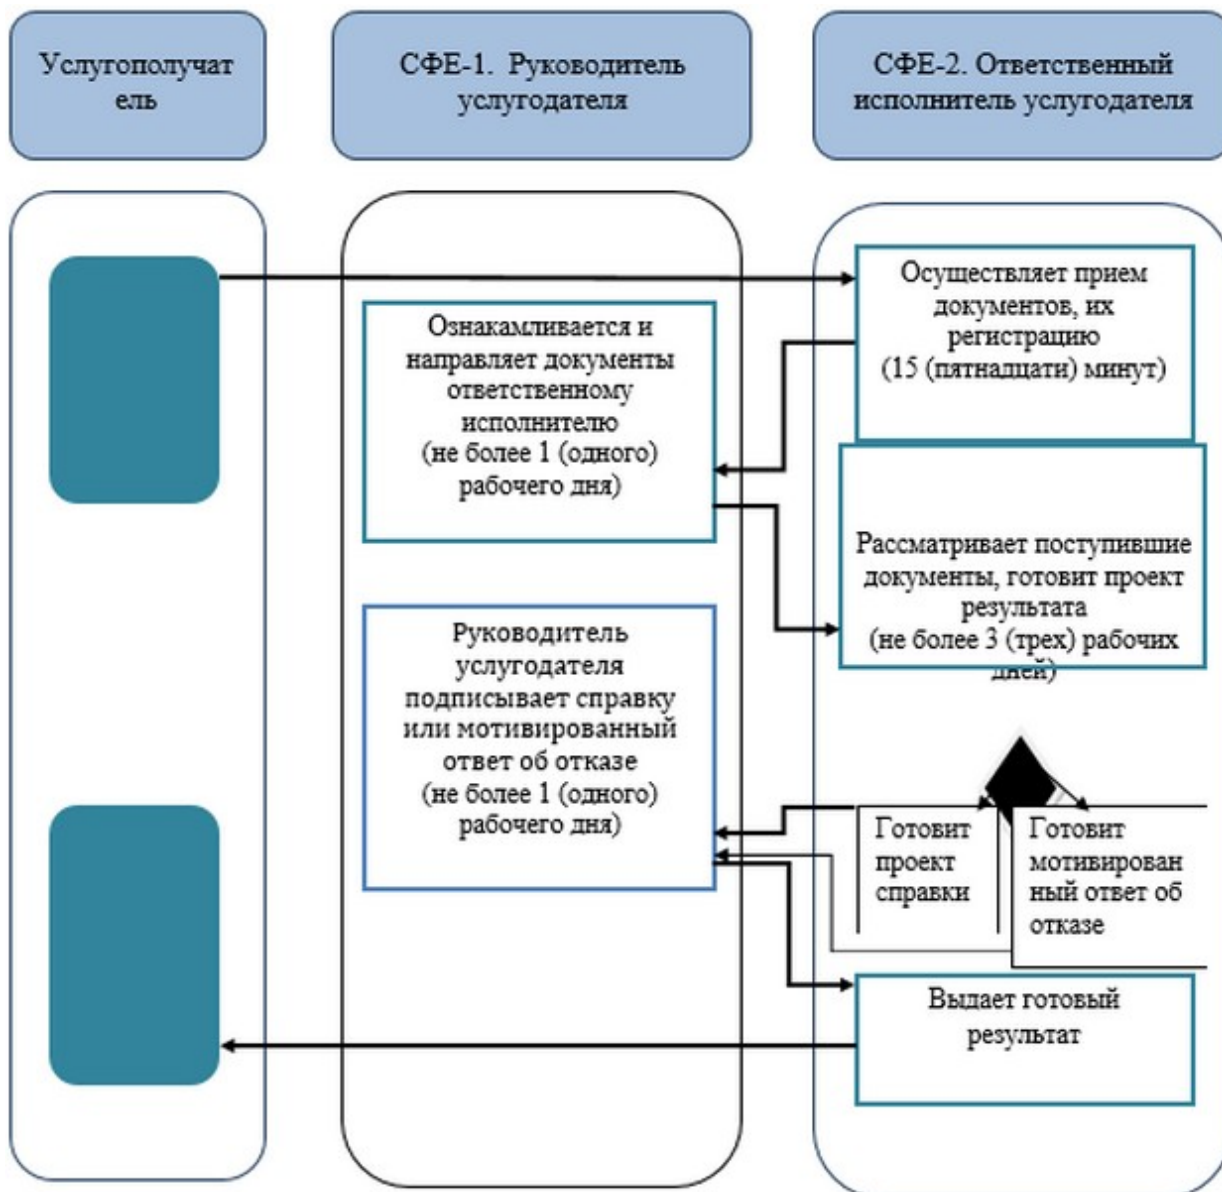 Услугополучат
ель
СФЕ-1. Руководитель
услугодателя
СФЕ-2. Ответственный
исполнитель услугодателя
Осуществляет прием
документов, их
регистрацию
(15 (пятнадцати) минут)
Ознакамливается и
направляет документы
ответственному
исполнителю
(не более 1 (одного)
рабочего дня)
Рассматривает поступившие
документы, готовит проект
результата
(не более 3 (трех) рабочих
дней)
Руководитель
услугодателя
подписывает справку
или мотивированный
ответ об отказе
(не более 1 (одного)
рабочего дня)
Готовит
проект
справки
Готовит
мотивирован
ный ответ об
отказе
Выдает готовый
результат